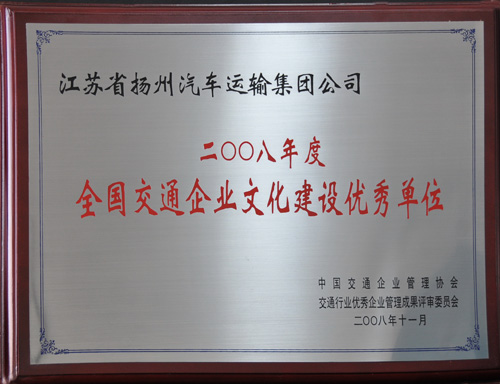 江苏省扬州汽车运输集团公司
二〇〇八年度
全国交通企业文化建设优秀单位
中国交通企业管理协会
交通行业优秀企业管理成果评审委员会
二〇〇八年十一月